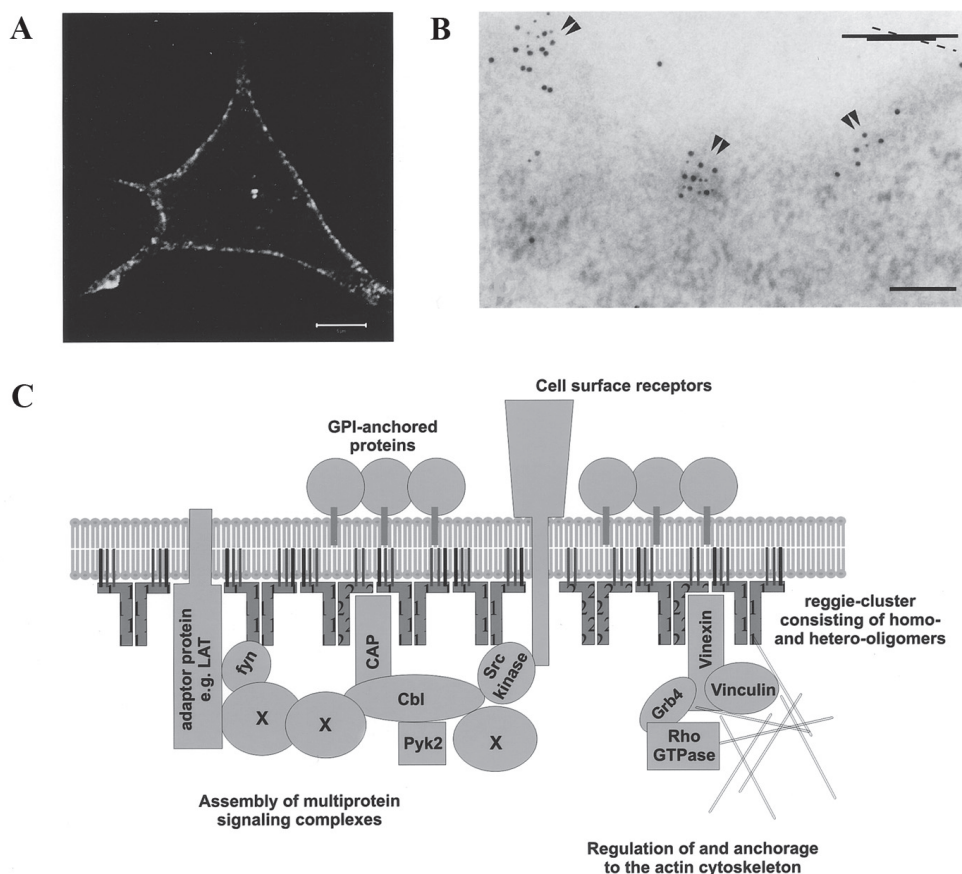 A
B
C
Cell surface receptors
GPI-anchored
proteins
reggie-cluster
consisting of homo-
and hetero-oligomers
adaptor protein
e.g. LAT
fyn
X
X
CAP
Cbl
Pyk2
Src
kinase
X
Vinexin
Grb4
Vinculin
Rho
GTPase
Assembly of multiprotein
signaling complexes
Regulation of and anchorage
to the actin cytoskeleton